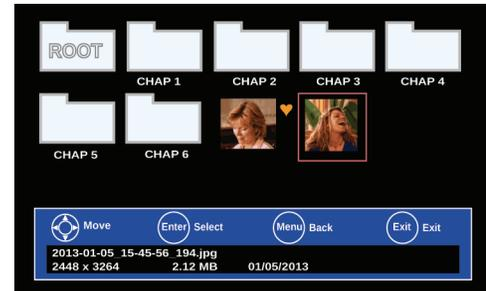 ROOT
CHAP 1
CHAP 2
CHAP 3
CHAP 4
CHAP 5
CHAP 6
Move
Enter Select
Menu Back
Exit Exit
2013-01-05_15-45-56_194.jpg
2448 x 3264 2.12 MB 01/05/2013